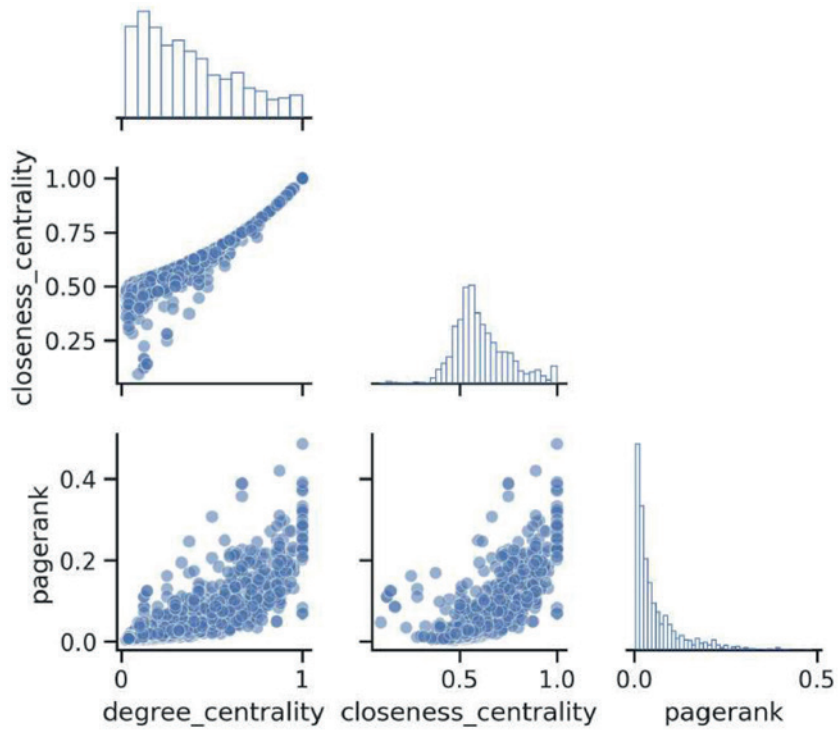 closeness_centrality
1.00
0.75
0.50
0.25
pagerank
0.4
0.2
0.0
0 1 0.5 1.0 0.0 0.5
degree_centrality closeness_centrality pagerank